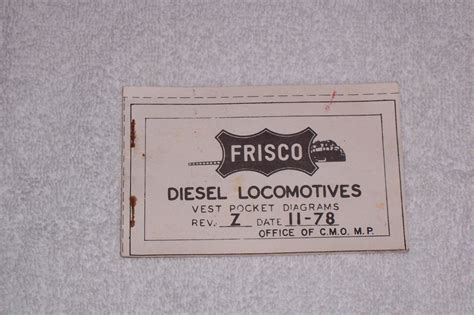 FRISCO
DIESEL LOCOMOTIVES
VEST POCKET DIAGRAMS
REV. Z DATE 11-78
OFFICE OF C.M.O. M.P.